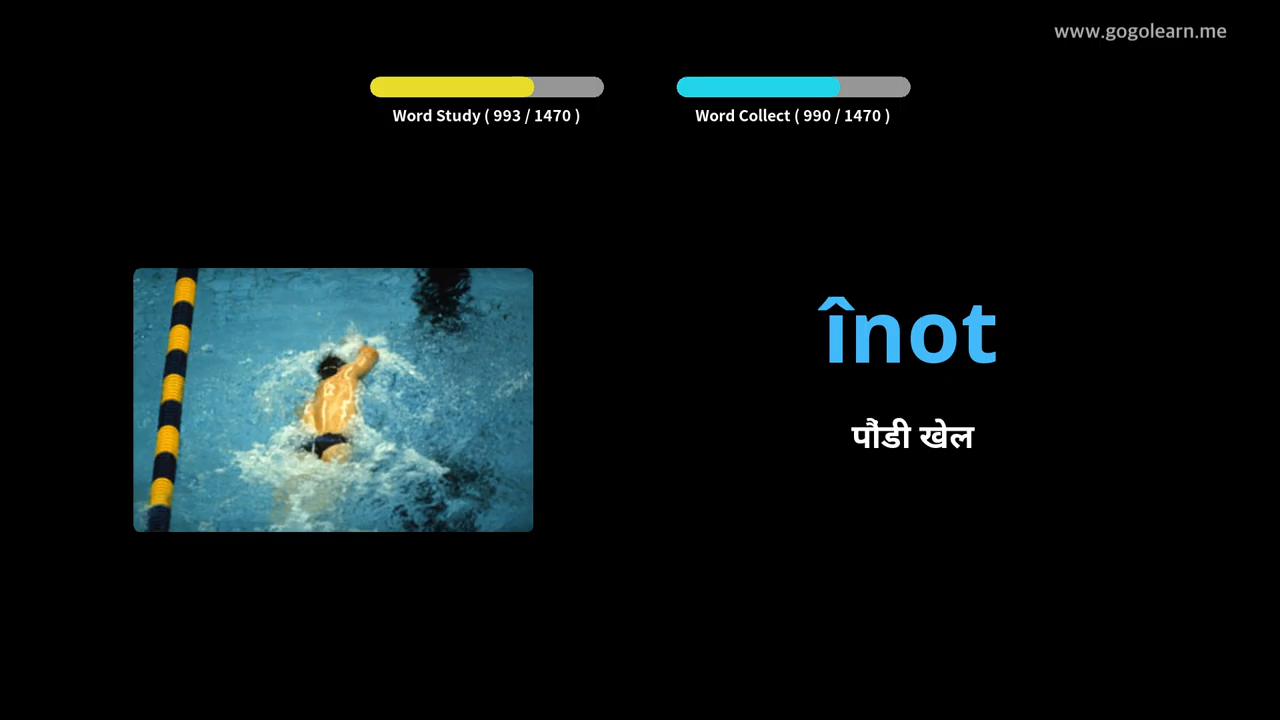 www.gogolearn.me
Word Study ( 993 / 1470 )
Word Collect ( 990 / 1470 )
înot
पौंडी खेल